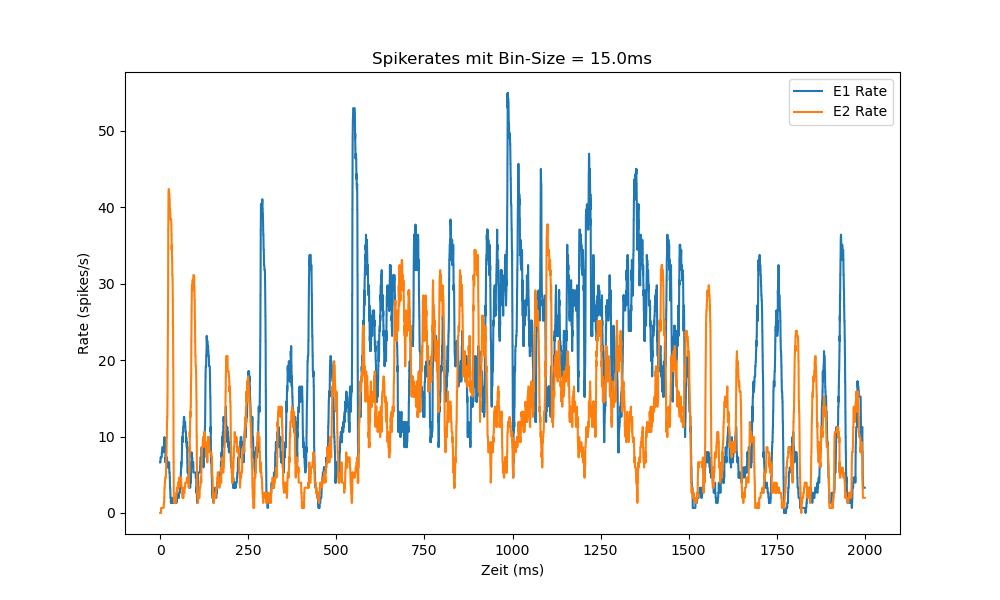 Spikerates mit Bin-Size = 15.0ms
E1 Rate
E2 Rate
Rate (spikes/s)
50
40
30
20
10
0
0 250 500 750 1000 1250 1500 1750 2000
Zeit (ms)